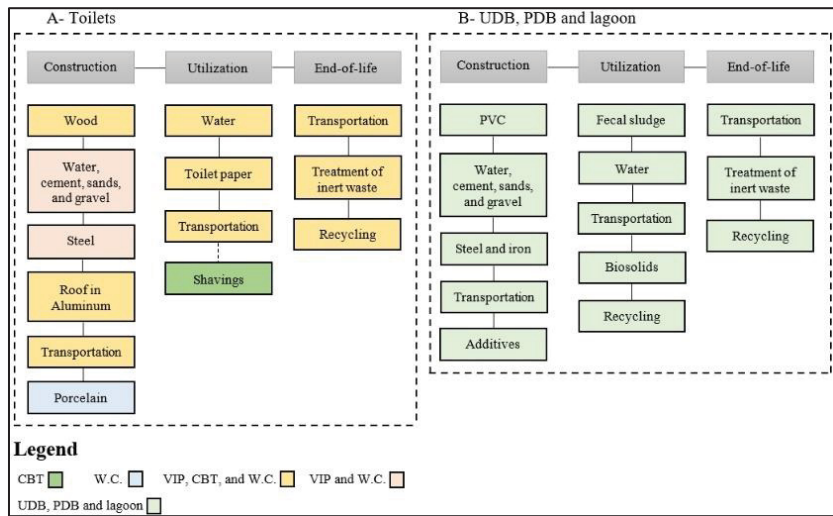 A- Toilets
Construction
Utilization
End-of-life
Wood
Water,
cement, sands,
and gravel
Steel
Roof in
Aluminum
Transportation
Porcelain
Water
Toilet paper
Transportation
Shavings
Transportation
Treatment of
inert waste
Recycling
B- UDB, PDB and lagoon
Construction
Utilization
End-of-life
PVC
Water,
cement, sands,
and gravel
Steel and iron
Transportation
Additives
Fecal sludge
Water
Transportation
Biosolids
Recycling
Transportation
Treatment of
inert waste
Recycling
Legend
CBT
W.C.
VIP, CBT, and W.C.
VIP and W.C.
UDB, PDB and lagoon